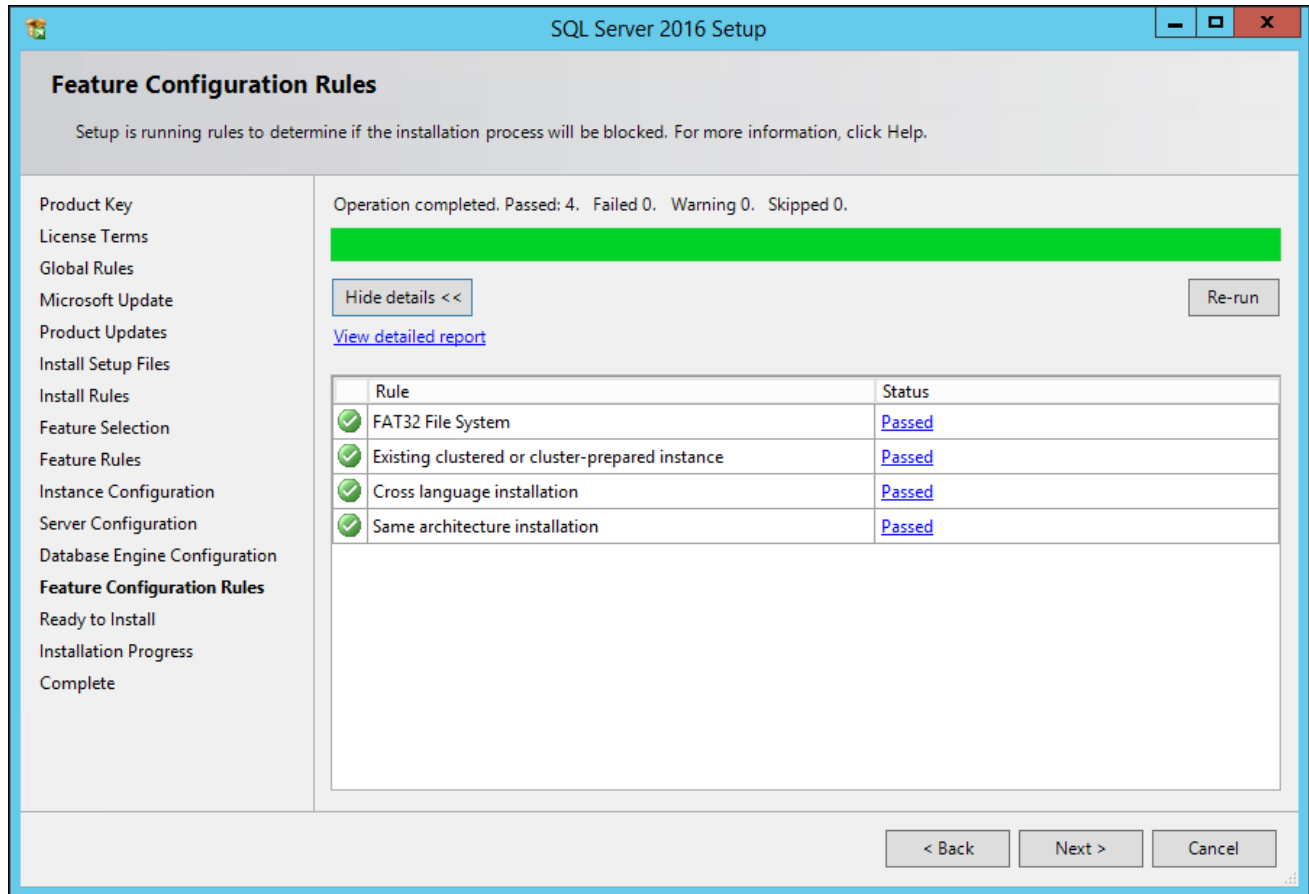 SQL Server 2016 Setup
Feature Configuration Rules
Setup is running rules to determine if the installation process will be blocked. For more information, click Help.
Product Key
License Terms
Global Rules
Microsoft Update
Product Updates
Install Setup Files
Install Rules
Feature Selection
Feature Rules
Instance Configuration
Server Configuration
Database Engine Configuration
Feature Configuration Rules
Ready to Install
Installation Progress
Complete
Operation completed. Passed: 4.   Failed 0.   Warning 0.   Skipped 0.
Hide details <<
Re-run
View detailed report
Rule Status
FAT32 File System Passed
Existing clustered or cluster-prepared instance Passed
Cross language installation Passed
Same architecture installation Passed
< Back Next > Cancel